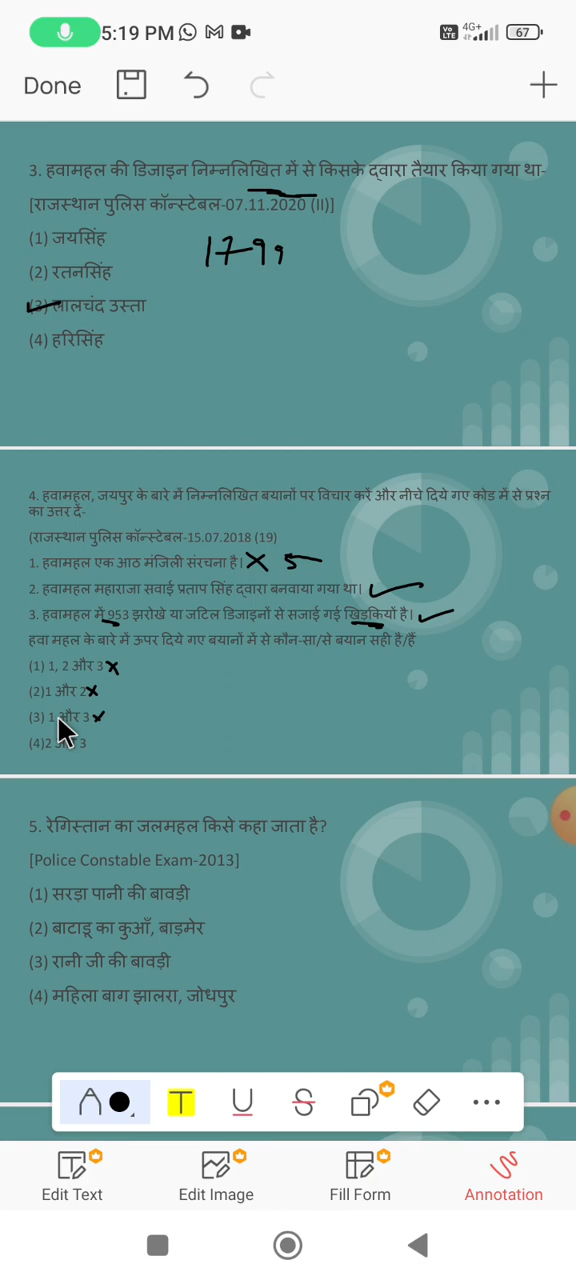 5:19 PM
4G+
Vo LTE
67
Done
3. हवामहल की डिजाइन निम्नलिखित में से किसके द्वारा तैयार किया गया था-
[राजस्थान पुलिस कॉन्स्टेबल-07.11.2020 (II)]
(1) जयसिंह
1799
(2) रतनसिंह
(3) लालचंद उस्ता
(4) हरिसिंह
4. हवामहल, जयपुर के बारे में निम्नलिखित बयानों पर विचार करें और नीचे दिये गए कोड में से प्रश्न
का उत्तर दें-
(राजस्थान पुलिस कॉन्स्टेबल-15.07.2018 (19)
1. हवामहल एक आठ मंजिली संरचना है। 5
2. हवामहल महाराजा सवाई प्रताप सिंह द्वारा बनवाया गया था।
3. हवामहल में 953 झरोखे या जटिल डिजाइनों से सजाई गई खिड़कियों है।
हवा महल के बारे में ऊपर दिये गए बयानों में से कौन-सा/से बयान सही है/हैं
(1) 1, 2 और 3
(2)1 और 2
(3) 1 और 3
(4)2 और 3
5. रेगिस्तान का जलमहल किसे कहा जाता है?
[Police Constable Exam-2013]
(1) सरड़ा पानी की बावड़ी
(2) बाटाडू का कुआँ, बाड़मेर
(3) रानी जी की बावड़ी
(4) महिला बाग झालरा, जोधपुर
Edit Text
Edit Image
Fill Form
Annotation